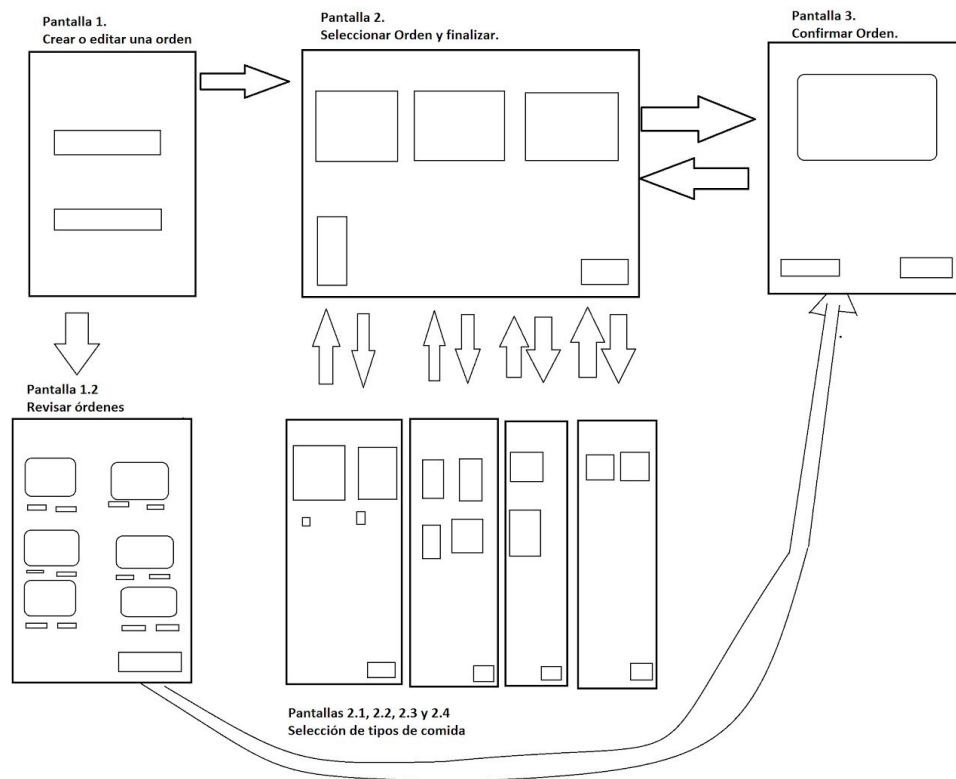 Pantalla 1.
Crear o editar una orden
Pantalla 2.
Seleccionar Orden y finalizar.
Pantalla 3.
Confirmar Orden.
Pantalla 1.2
Revisar órdenes
Pantallas 2.1, 2.2, 2.3 y 2.4
Selección de tipos de comida